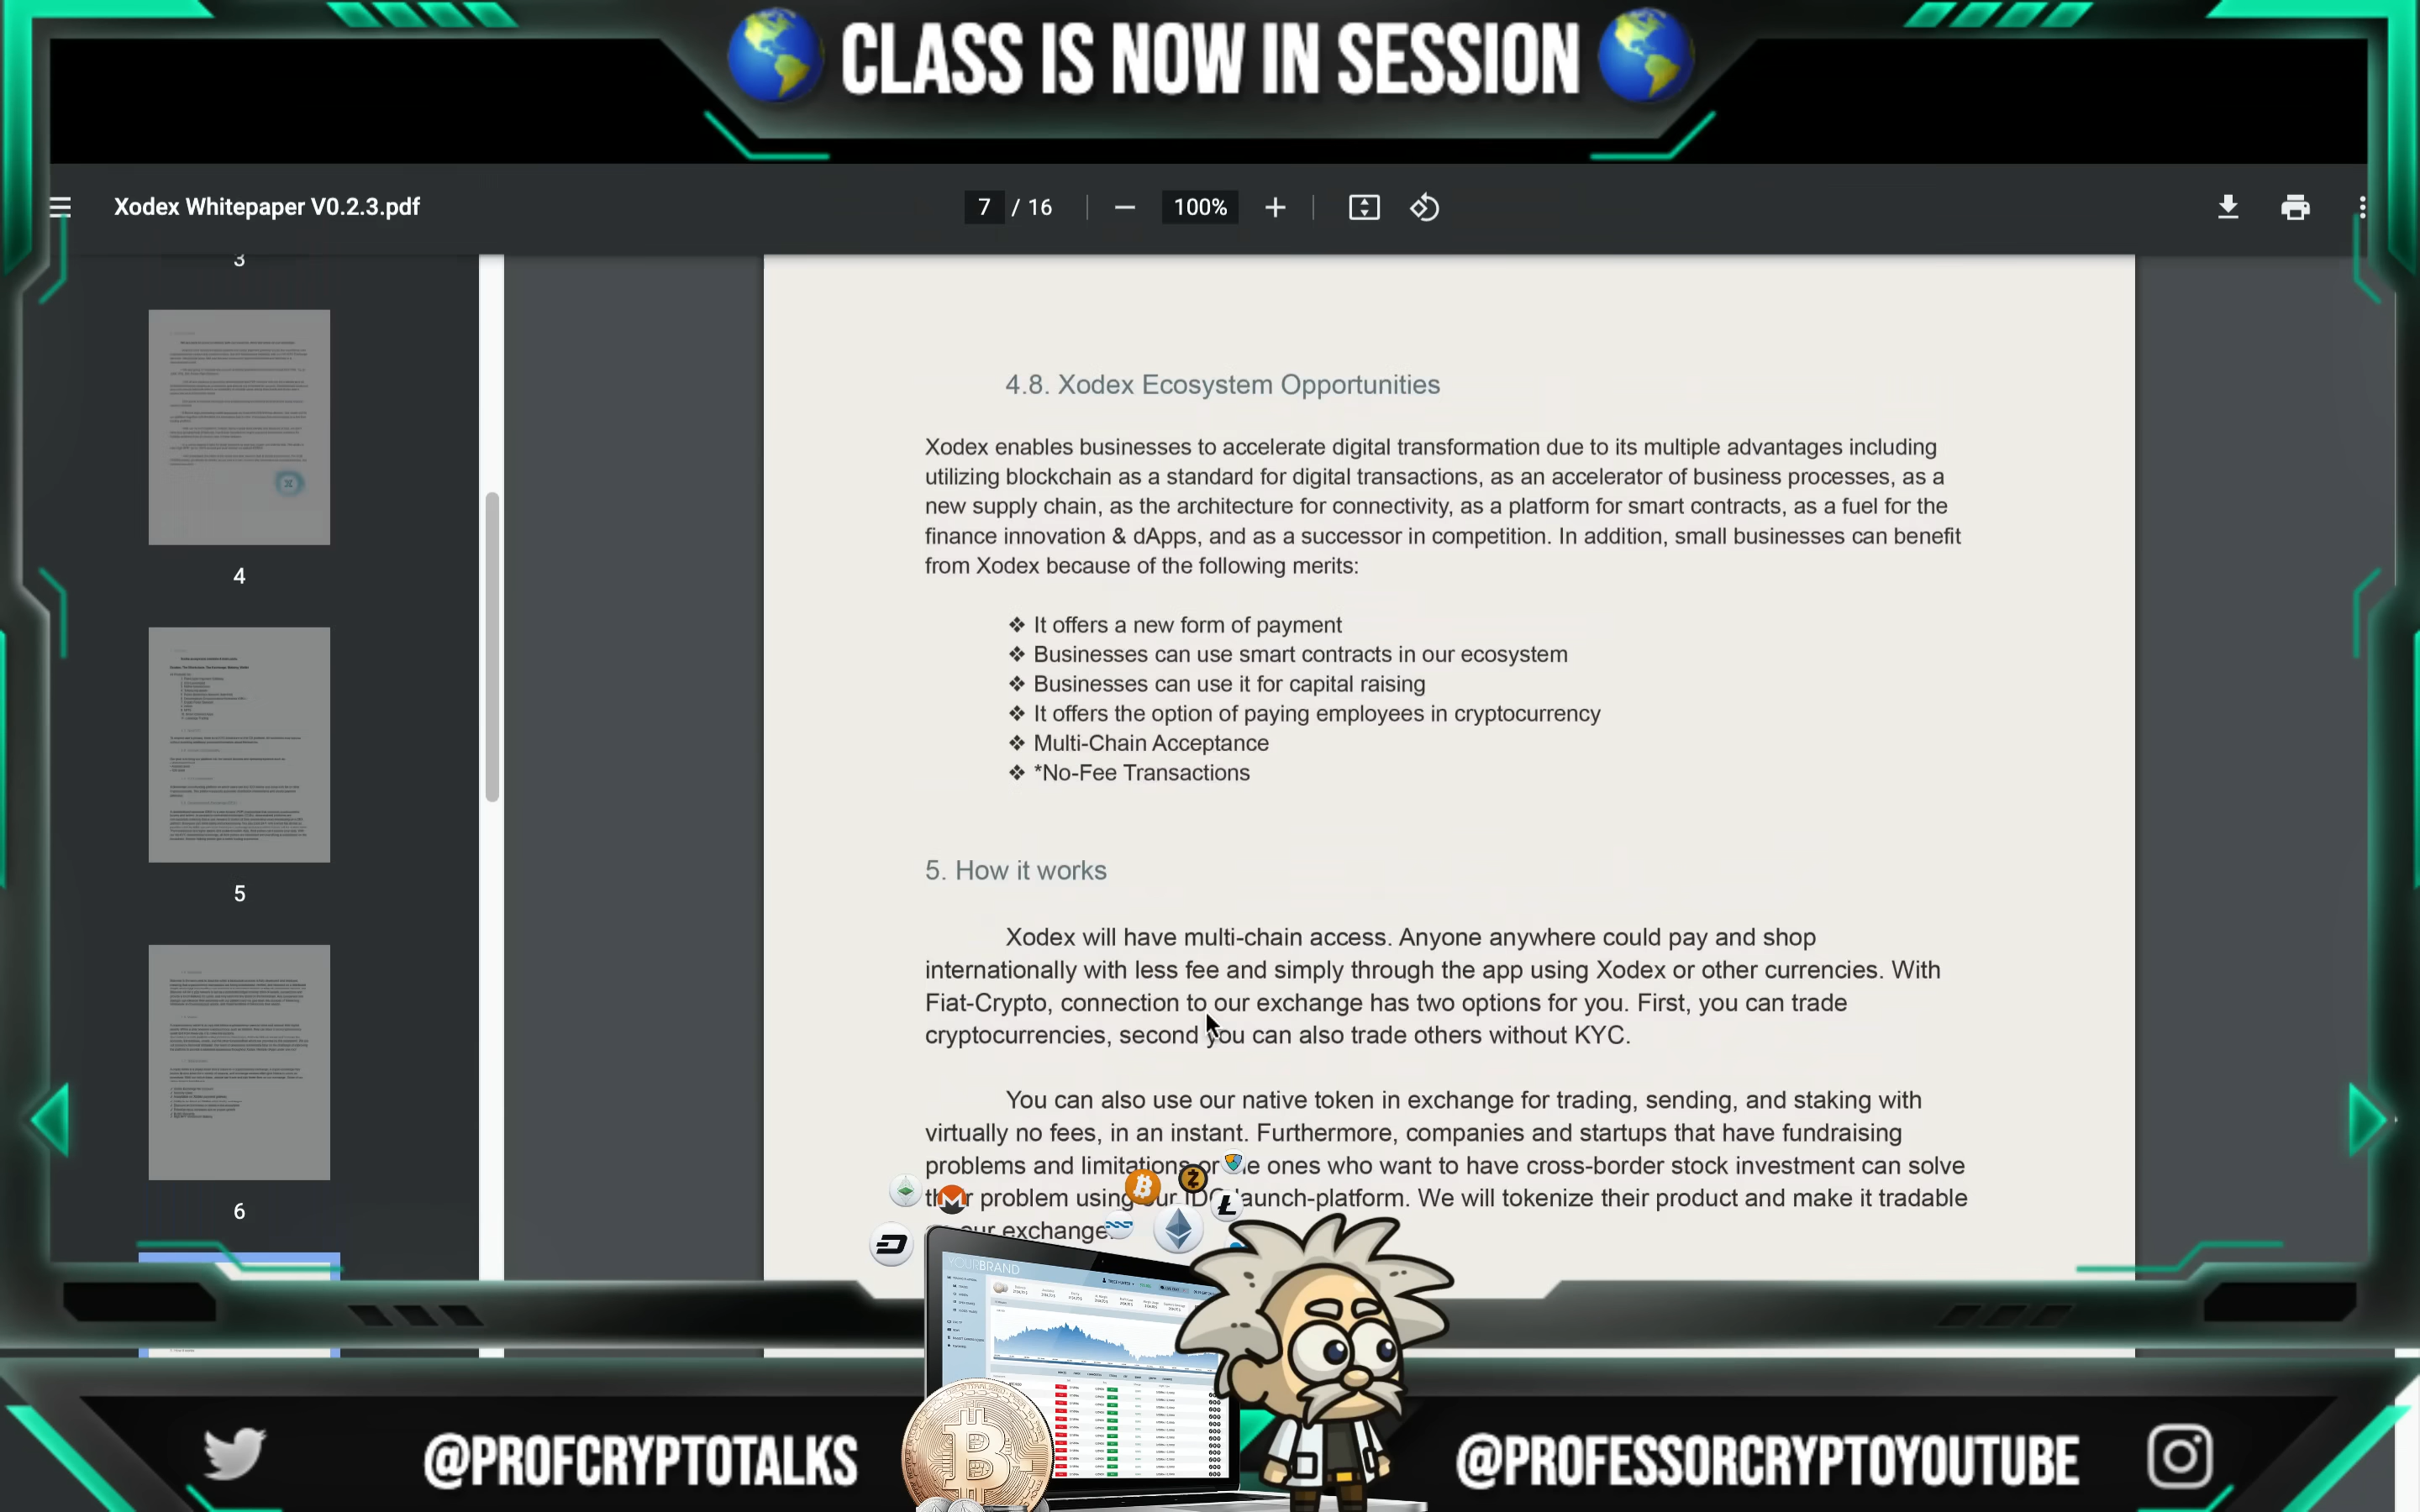 CLASS IS NOW IN SESSION
Xodex Whitepaper V0.2.3.pdf
7 / 16
100%
3
4
5
6
4.8. Xodex Ecosystem Opportunities
Xodex enables businesses to accelerate digital transformation due to its multiple advantages including
utilizing blockchain as a standard for digital transactions, as an accelerator of business processes, as a
new supply chain, as the architecture for connectivity, as a platform for smart contracts, as a fuel for the
finance innovation & dApps, and as a successor in competition. In addition, small businesses can benefit
from Xodex because of the following merits:
❖ It offers a new form of payment
❖ Businesses can use smart contracts in our ecosystem
❖ Businesses can use it for capital raising
❖ It offers the option of paying employees in cryptocurrency
❖ Multi-Chain Acceptance
❖ *No-Fee Transactions
5. How it works
Xodex will have multi-chain access. Anyone anywhere could pay and shop
internationally with less fee and simply through the app using Xodex or other currencies. With
Fiat-Crypto, connection to our exchange has two options for you. First, you can trade
cryptocurrencies, second you can also trade others without KYC.
You can also use our native token in exchange for trading, sending, and staking with
virtually no fees, in an instant. Furthermore, companies and startups that have fundraising
problems and limitations or ones who want to have cross-border stock investment can solve
problem using our launch-platform. We will tokenize their product and make it tradable
our exchange.
YOURBRAND
@PROFCRYPTOTALKS
@PROFESSORCRYPTOYOUTUBE